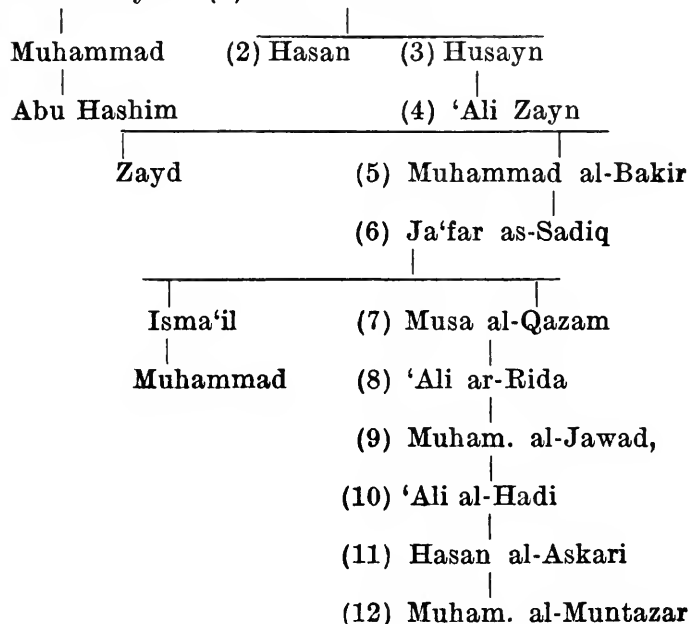 Muhammad (2) Hasan (3) Husayn
Abu Hashim (4) ‘Ali Zayn
Zayd (5) Muhammad al-Bakir
(6) Ja‘far as-Sadiq
Isma‘il (7) Musa al-Qazam
Muhammad (8) ‘Ali ar-Rida
(9) Muham. al-Jawad,
(10) ‘Ali al-Hadi
(11) Hasan al-Askari
(12) Muham. al-Muntazar